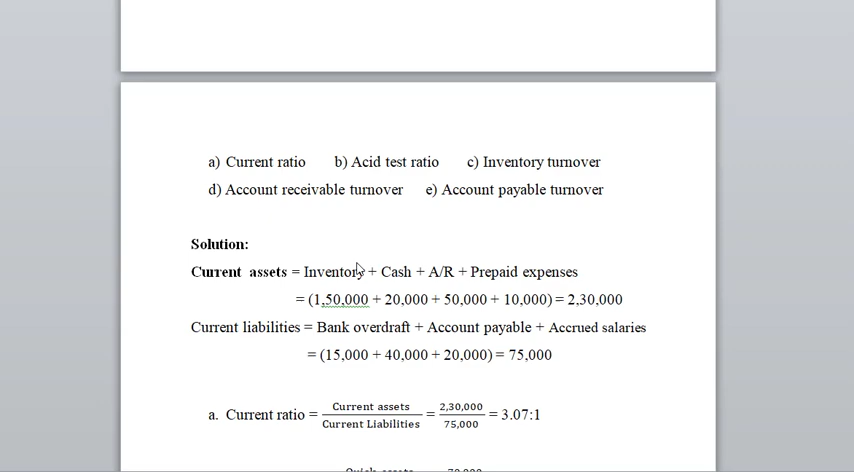 a) Current ratio b) Acid test ratio c) Inventory turnover
d) Account receivable turnover e) Account payable turnover
Solution:
Current assets = Inventory + Cash + A/R + Prepaid expenses
= (1,50,000 + 20,000 + 50,000 + 10,000) = 2,30,000
Current liabilities = Bank overdraft + Account payable + Accrued salaries
= (15,000 + 40,000 + 20,000) = 75,000
a. Current ratio = Current assets / Current Liabilities = 2,30,000 / 75,000 = 3.07:1